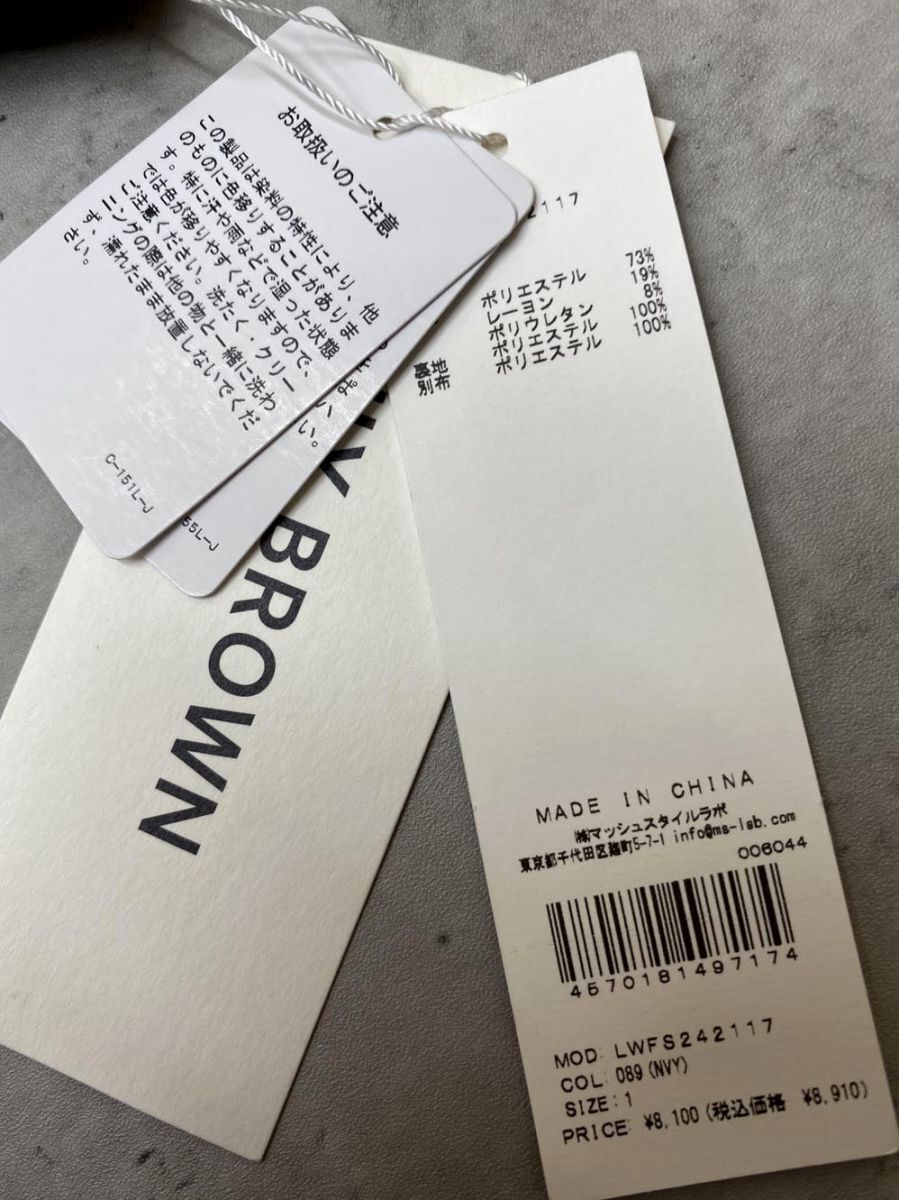 お取扱いのご注意
この製品は染料の特性により、他
のものに色移りすることがありま
す。特に汗や雨などで湿った状態
では色が移りやすくなりますので、
ご注意ください。洗たく・クリー
ニングの際は他の物と一緒に洗わ
ず、濡れたまま放置しないでくだ
さい。
C-151L-J
55L-J
BROWN
42117
ポリエステル 73%
レーヨン 19%
ポリウレタン 8%
裏地 ポリエステル 100%
別布 ポリエステル 100%
MADE IN CHINA
㈱マッシュスタイルラボ
東京都千代田区麹町5-7-1 info@ms-lab.com
006044
4570181497174
MOD: LWFS242117
COL: 089(NVY)
SIZE: 1
PRICE: ¥8,100(税込価格 ¥8,910)